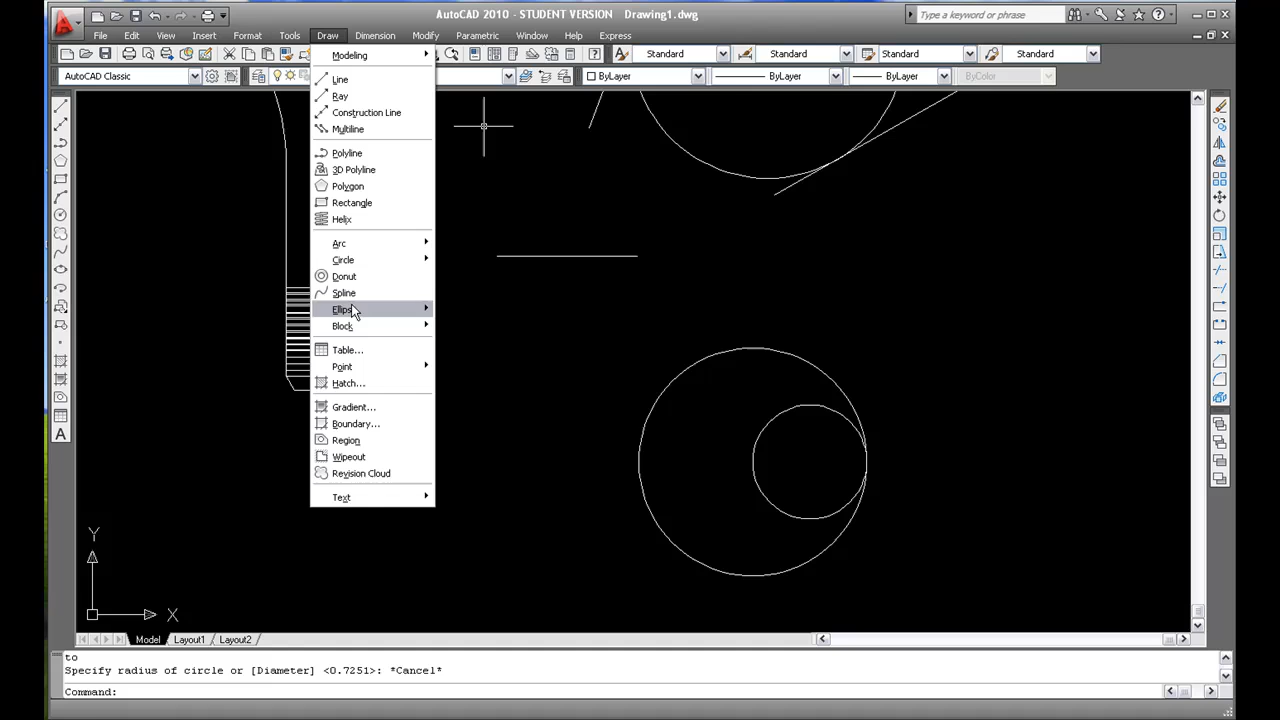 AutoCAD 2010 - STUDENT VERSION Drawing1.dwg
Type a keyword or phrase
File Edit View Insert Format Tools Draw Dimension Modify Parametric Window Help Express
Standard Standard Standard Standard
AutoCAD Classic
ByLayer ByLayer ByLayer ByColor
Modeling
Line
Ray
Construction Line
Multiline
Polyline
3D Polyline
Polygon
Rectangle
Helix
Arc
Circle
Donut
Spline
Ellips
Block
Table...
Point
Hatch...
Gradient...
Boundary...
Region
Wipeout
Revision Cloud
Text
A
Y
X
Model Layout1 Layout2
to
Specify radius of circle or [Diameter] <0.7251>: *Cancel*
Command: